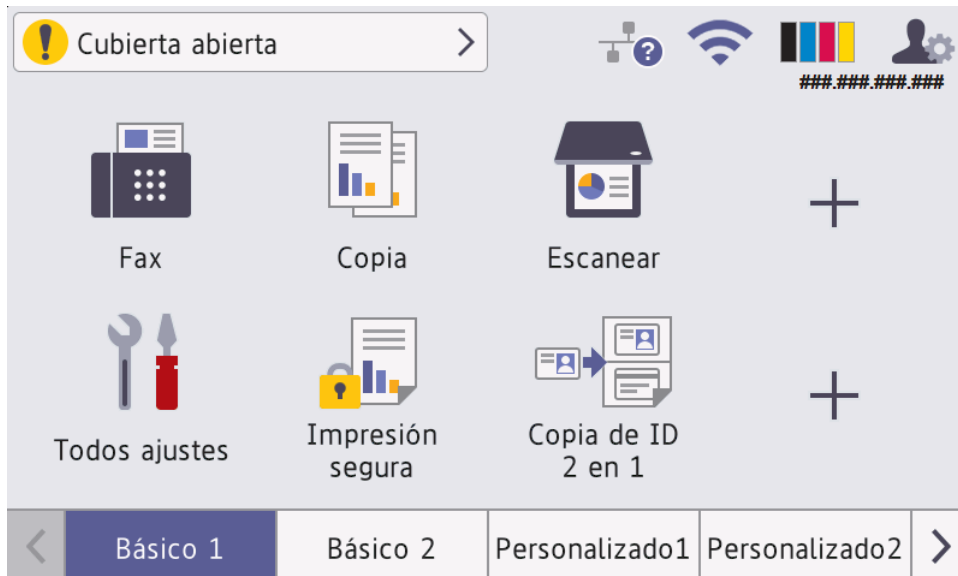 Cubierta abierta
###.###.###.###
Fax
Copia
Escanear
Todos ajustes
Impresión
segura
Copia de ID
2 en 1
Básico 1
Básico 2
Personalizado1
Personalizado2